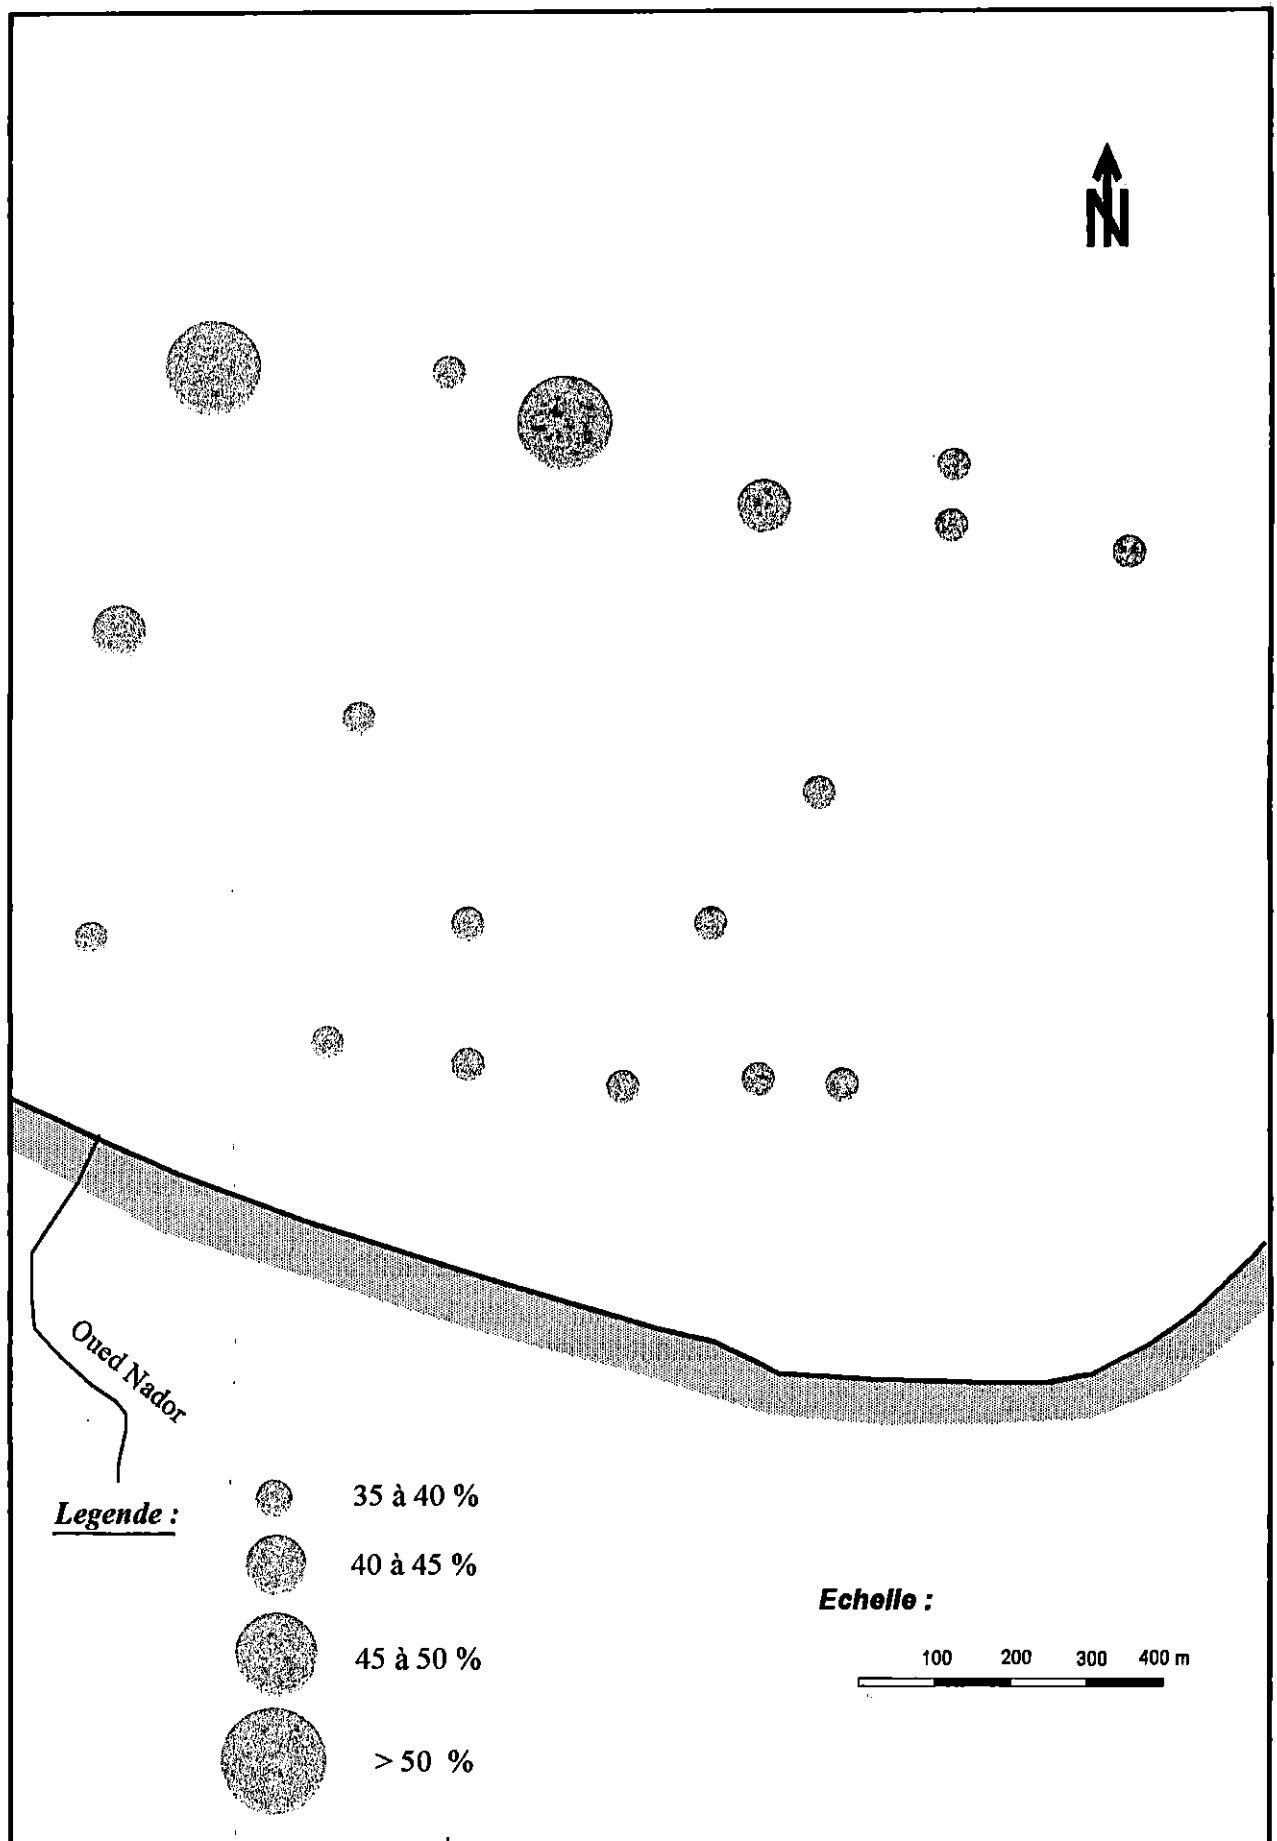 N
Oued Nador
Legende :
35 à 40 %
40 à 45 %
45 à 50 %
> 50 %
Echelle :
100 200 300 400 m